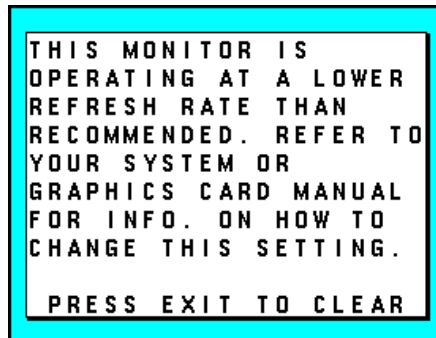 THIS MONITOR IS
OPERATING AT A LOWER
REFRESH RATE THAN
RECOMMENDED. REFER TO
YOUR SYSTEM OR
GRAPHICS CARD MANUAL
FOR INFO. ON HOW TO
CHANGE THIS SETTING.
PRESS EXIT TO CLEAR